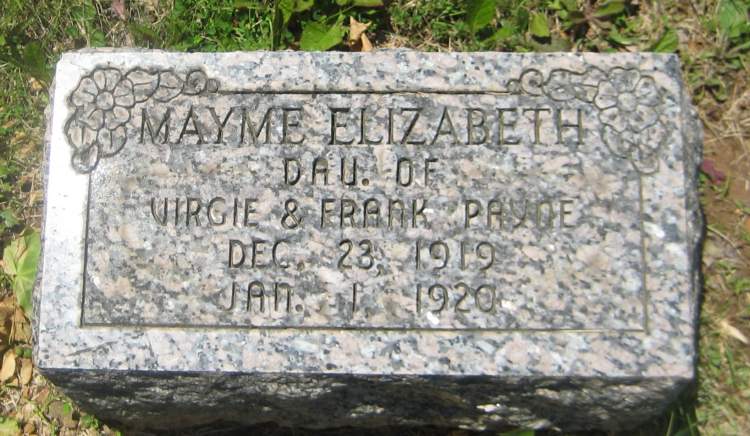 MAYME ELIZABETH
DAU. OF
VIRGIE & FRANK PAYNE
DEC. 23, 1919
JAN. 1, 1920